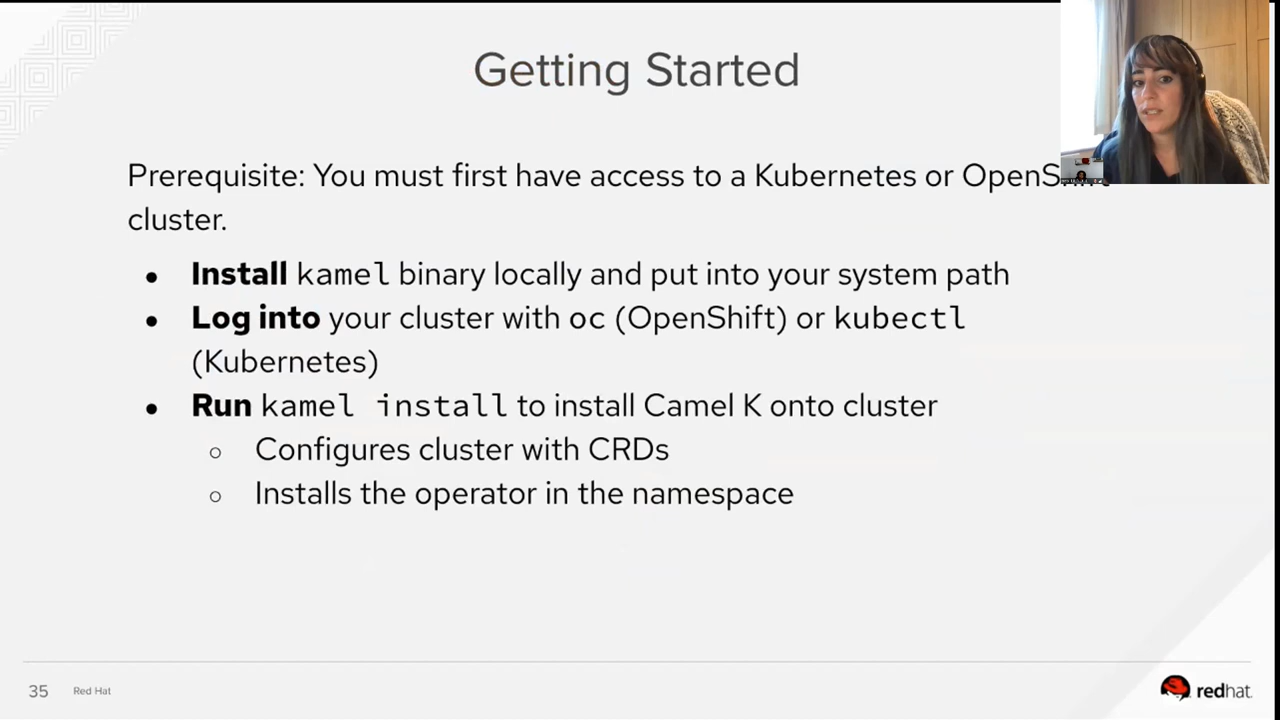 Getting Started
Prerequisite: You must first have access to a Kubernetes or OpenShift
cluster.
● Install kamel binary locally and put into your system path
● Log into your cluster with oc (OpenShift) or kubectl
(Kubernetes)
● Run kamel install to install Camel K onto cluster
○ Configures cluster with CRDs
○ Installs the operator in the namespace
35 Red Hat
redhat.